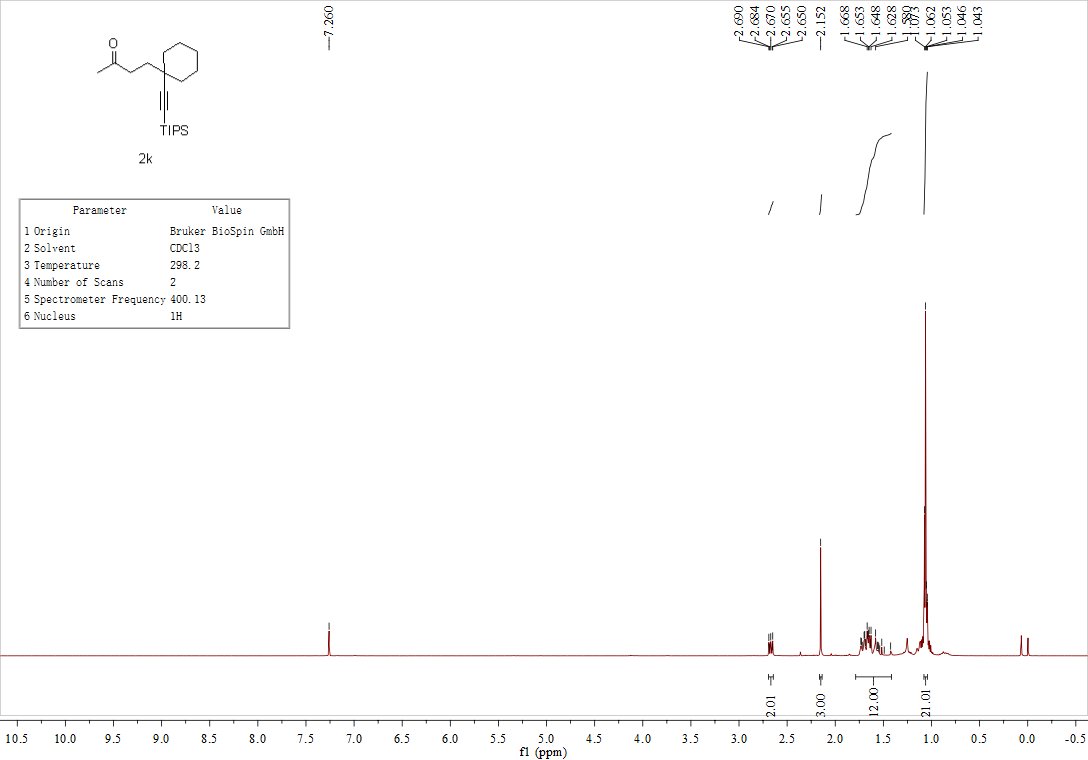 7.260
2.690
2.684
2.670
2.655
2.650
2.152
1.668
1.653
1.648
1.628
1.580
1.073
1.062
1.053
1.046
1.043
O
TIPS
2k
Parameter Value
1 Origin Bruker BioSpin GmbH
2 Solvent CDCl3
3 Temperature 298.2
4 Number of Scans 2
5 Spectrometer Frequency 400.13
6 Nucleus 1H
2.01
3.00
12.00
21.01
10.5 10.0 9.5 9.0 8.5 8.0 7.5 7.0 6.5 6.0 5.5 5.0 4.5 4.0 3.5 3.0 2.5 2.0 1.5 1.0 0.5 0.0 -0.5
f1 (ppm)